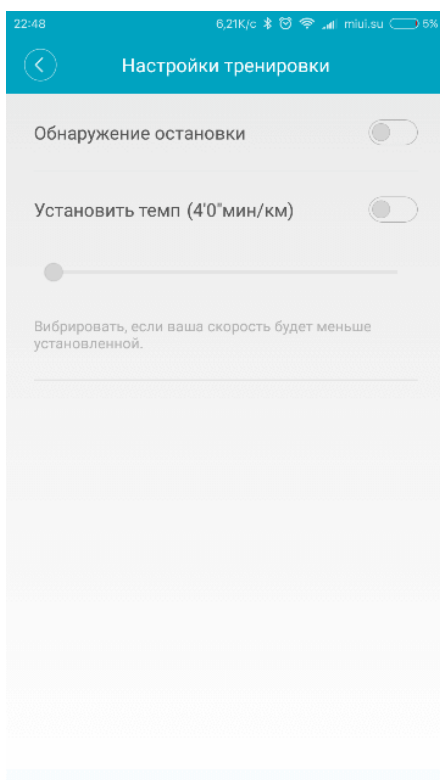 22:48 6,21K/c miui.su 5%
Настройки тренировки
Обнаружение остановки
Установить темп (4'0"мин/км)
Вибрировать, если ваша скорость будет меньше
установленной.